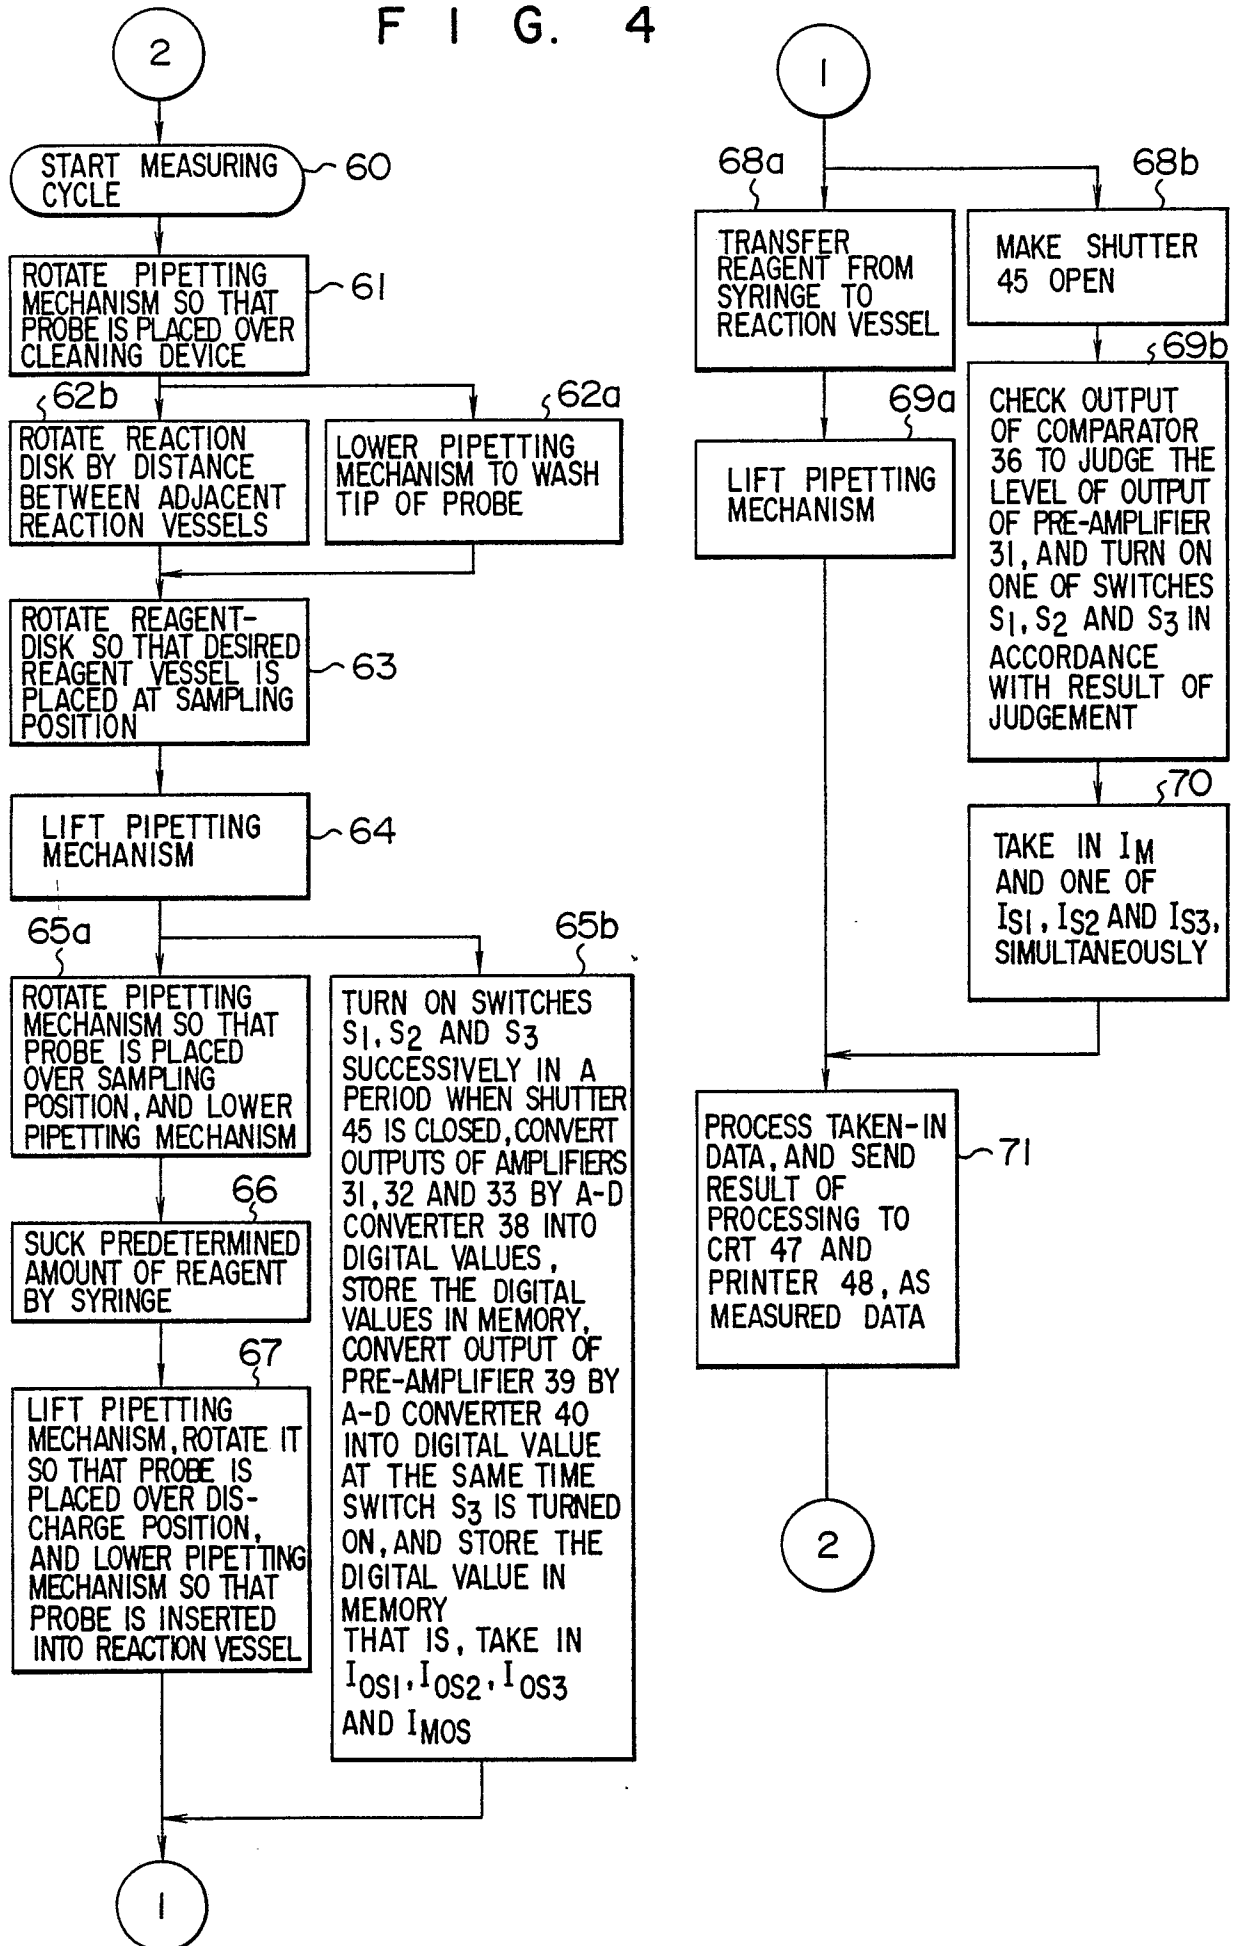 FIG. 4
2
START MEASURING
CYCLE
60
ROTATE PIPETTING
MECHANISM SO THAT
PROBE IS PLACED OVER
CLEANING DEVICE
61
62b
ROTATE REACTION
DISK BY DISTANCE
BETWEEN ADJACENT
REACTION VESSELS
62a
LOWER PIPETTING
MECHANISM TO WASH
TIP OF PROBE
ROTATE REAGENT-
DISK SO THAT DESIRED
REAGENT VESSEL IS
PLACED AT SAMPLING
POSITION
63
LIFT PIPETTING
MECHANISM
64
65a
ROTATE PIPETTING
MECHANISM SO THAT
PROBE IS PLACED
OVER SAMPLING
POSITION, AND LOWER
PIPETTING MECHANISM
66
SUCK PREDETERMINED
AMOUNT OF REAGENT
BY SYRINGE
67
LIFT PIPETTING
MECHANISM, ROTATE IT
SO THAT PROBE IS
PLACED OVER DIS-
CHARGE POSITION,
AND LOWER PIPETTING
MECHANISM SO THAT
PROBE IS INSERTED
INTO REACTION VESSEL
65b
TURN ON SWITCHES
S1, S2 AND S3
SUCCESSIVELY IN A
PERIOD WHEN SHUTTER
45 IS CLOSED, CONVERT
OUTPUTS OF AMPLIFIERS
31, 32 AND 33 BY A-D
CONVERTER 38 INTO
DIGITAL VALUES,
STORE THE DIGITAL
VALUES IN MEMORY,
CONVERT OUTPUT OF
PRE-AMPLIFIER 39 BY
A-D CONVERTER 40
INTO DIGITAL VALUE
AT THE SAME TIME
SWITCH S3 IS TURNED
ON, AND STORE THE
DIGITAL VALUE IN
MEMORY
THAT IS, TAKE IN
IOS1, IOS2, IOS3
AND IMOS
1
1
68a
TRANSFER
REAGENT FROM
SYRINGE TO
REACTION VESSEL
69a
LIFT PIPETTING
MECHANISM
68b
MAKE SHUTTER
45 OPEN
69b
CHECK OUTPUT
OF COMPARATOR
36 TO JUDGE THE
LEVEL OF OUTPUT
OF PRE-AMPLIFIER
31, AND TURN ON
ONE OF SWITCHES
S1, S2 AND S3 IN
ACCORDANCE
WITH RESULT OF
JUDGEMENT
70
TAKE IN IM
AND ONE OF
IS1, IS2 AND IS3,
SIMULTANEOUSLY
PROCESS TAKEN-IN
DATA, AND SEND
RESULT OF
PROCESSING TO
CRT 47 AND
PRINTER 48, AS
MEASURED DATA
71
2